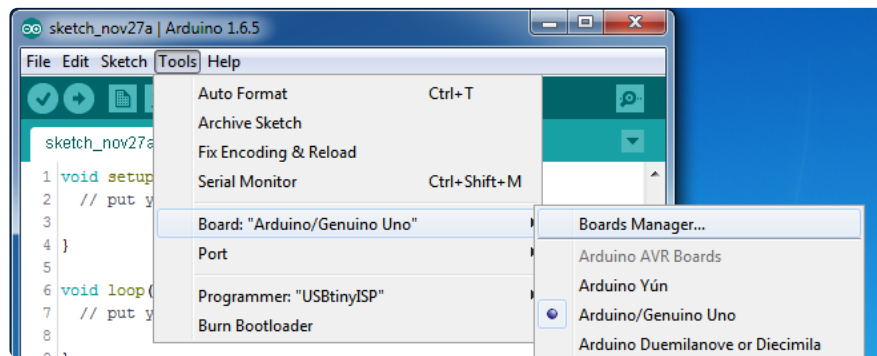 sketch_nov27a | Arduino 1.6.5
File Edit Sketch Tools Help
Auto Format Ctrl+T
Archive Sketch
Fix Encoding & Reload
Serial Monitor Ctrl+Shift+M
Board: "Arduino/Genuino Uno"
Port
Programmer: "USBtinyISP"
Burn Bootloader
Boards Manager...
Arduino AVR Boards
Arduino Yún
Arduino/Genuino Uno
Arduino Duemilanove or Diecimila
sketch_nov27a
1 void setup
2 // put y
3
4 }
5
6 void loop(
7 // put y
8